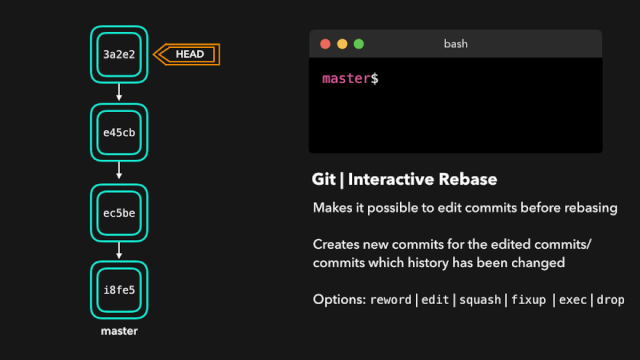 3a2e2
HEAD
e45cb
ec5be
i8fe5
master
bash
master$
Git | Interactive Rebase
Makes it possible to edit commits before rebasing
Creates new commits for the edited commits/
commits which history has been changed
Options: reword | edit | squash | fixup | exec | drop